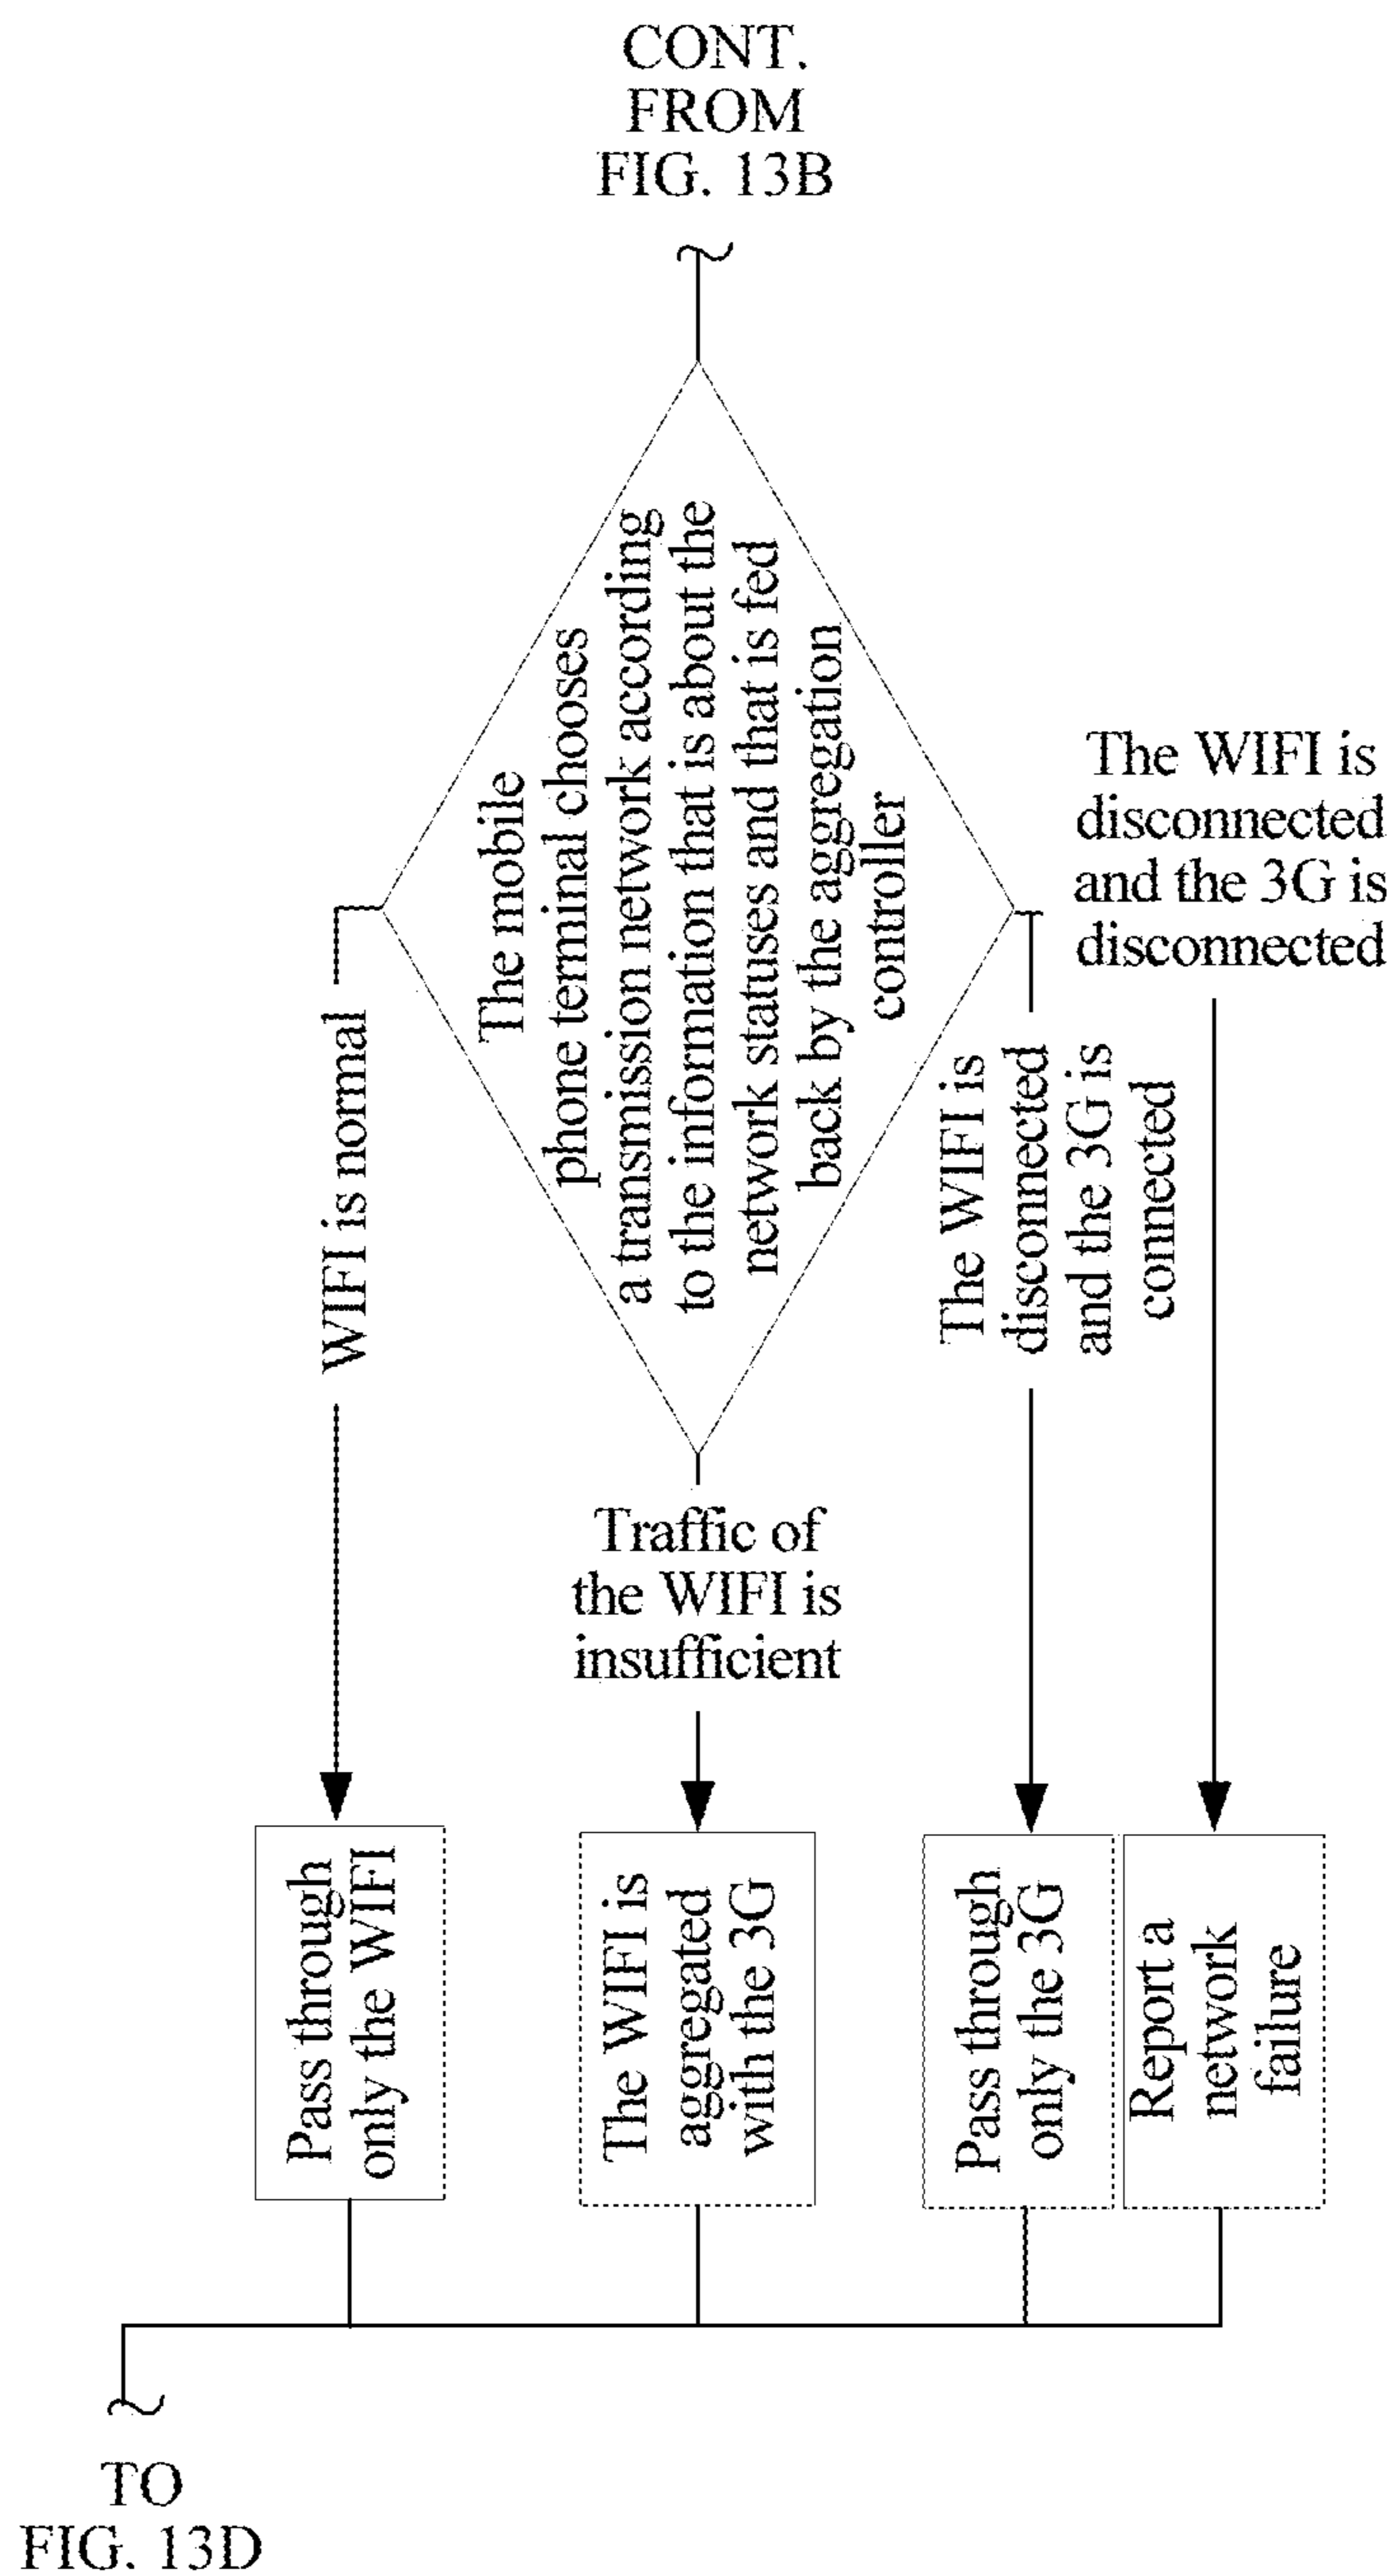 CONT.
FROM
FIG. 13B
The mobile
phone terminal chooses
a transmission network according
to the information that is about the
network statuses and that is fed
back by the aggregation
controller
WIFI is normal
Traffic of
the WIFI is
insufficient
The WIFI is
disconnected
and the 3G is
connected
The WIFI is
disconnected
and the 3G is
disconnected
Pass through
only the WIFI
The WIFI is
aggregated
with the 3G
Pass through
only the 3G
Report a
network
failure
TO
FIG. 13D